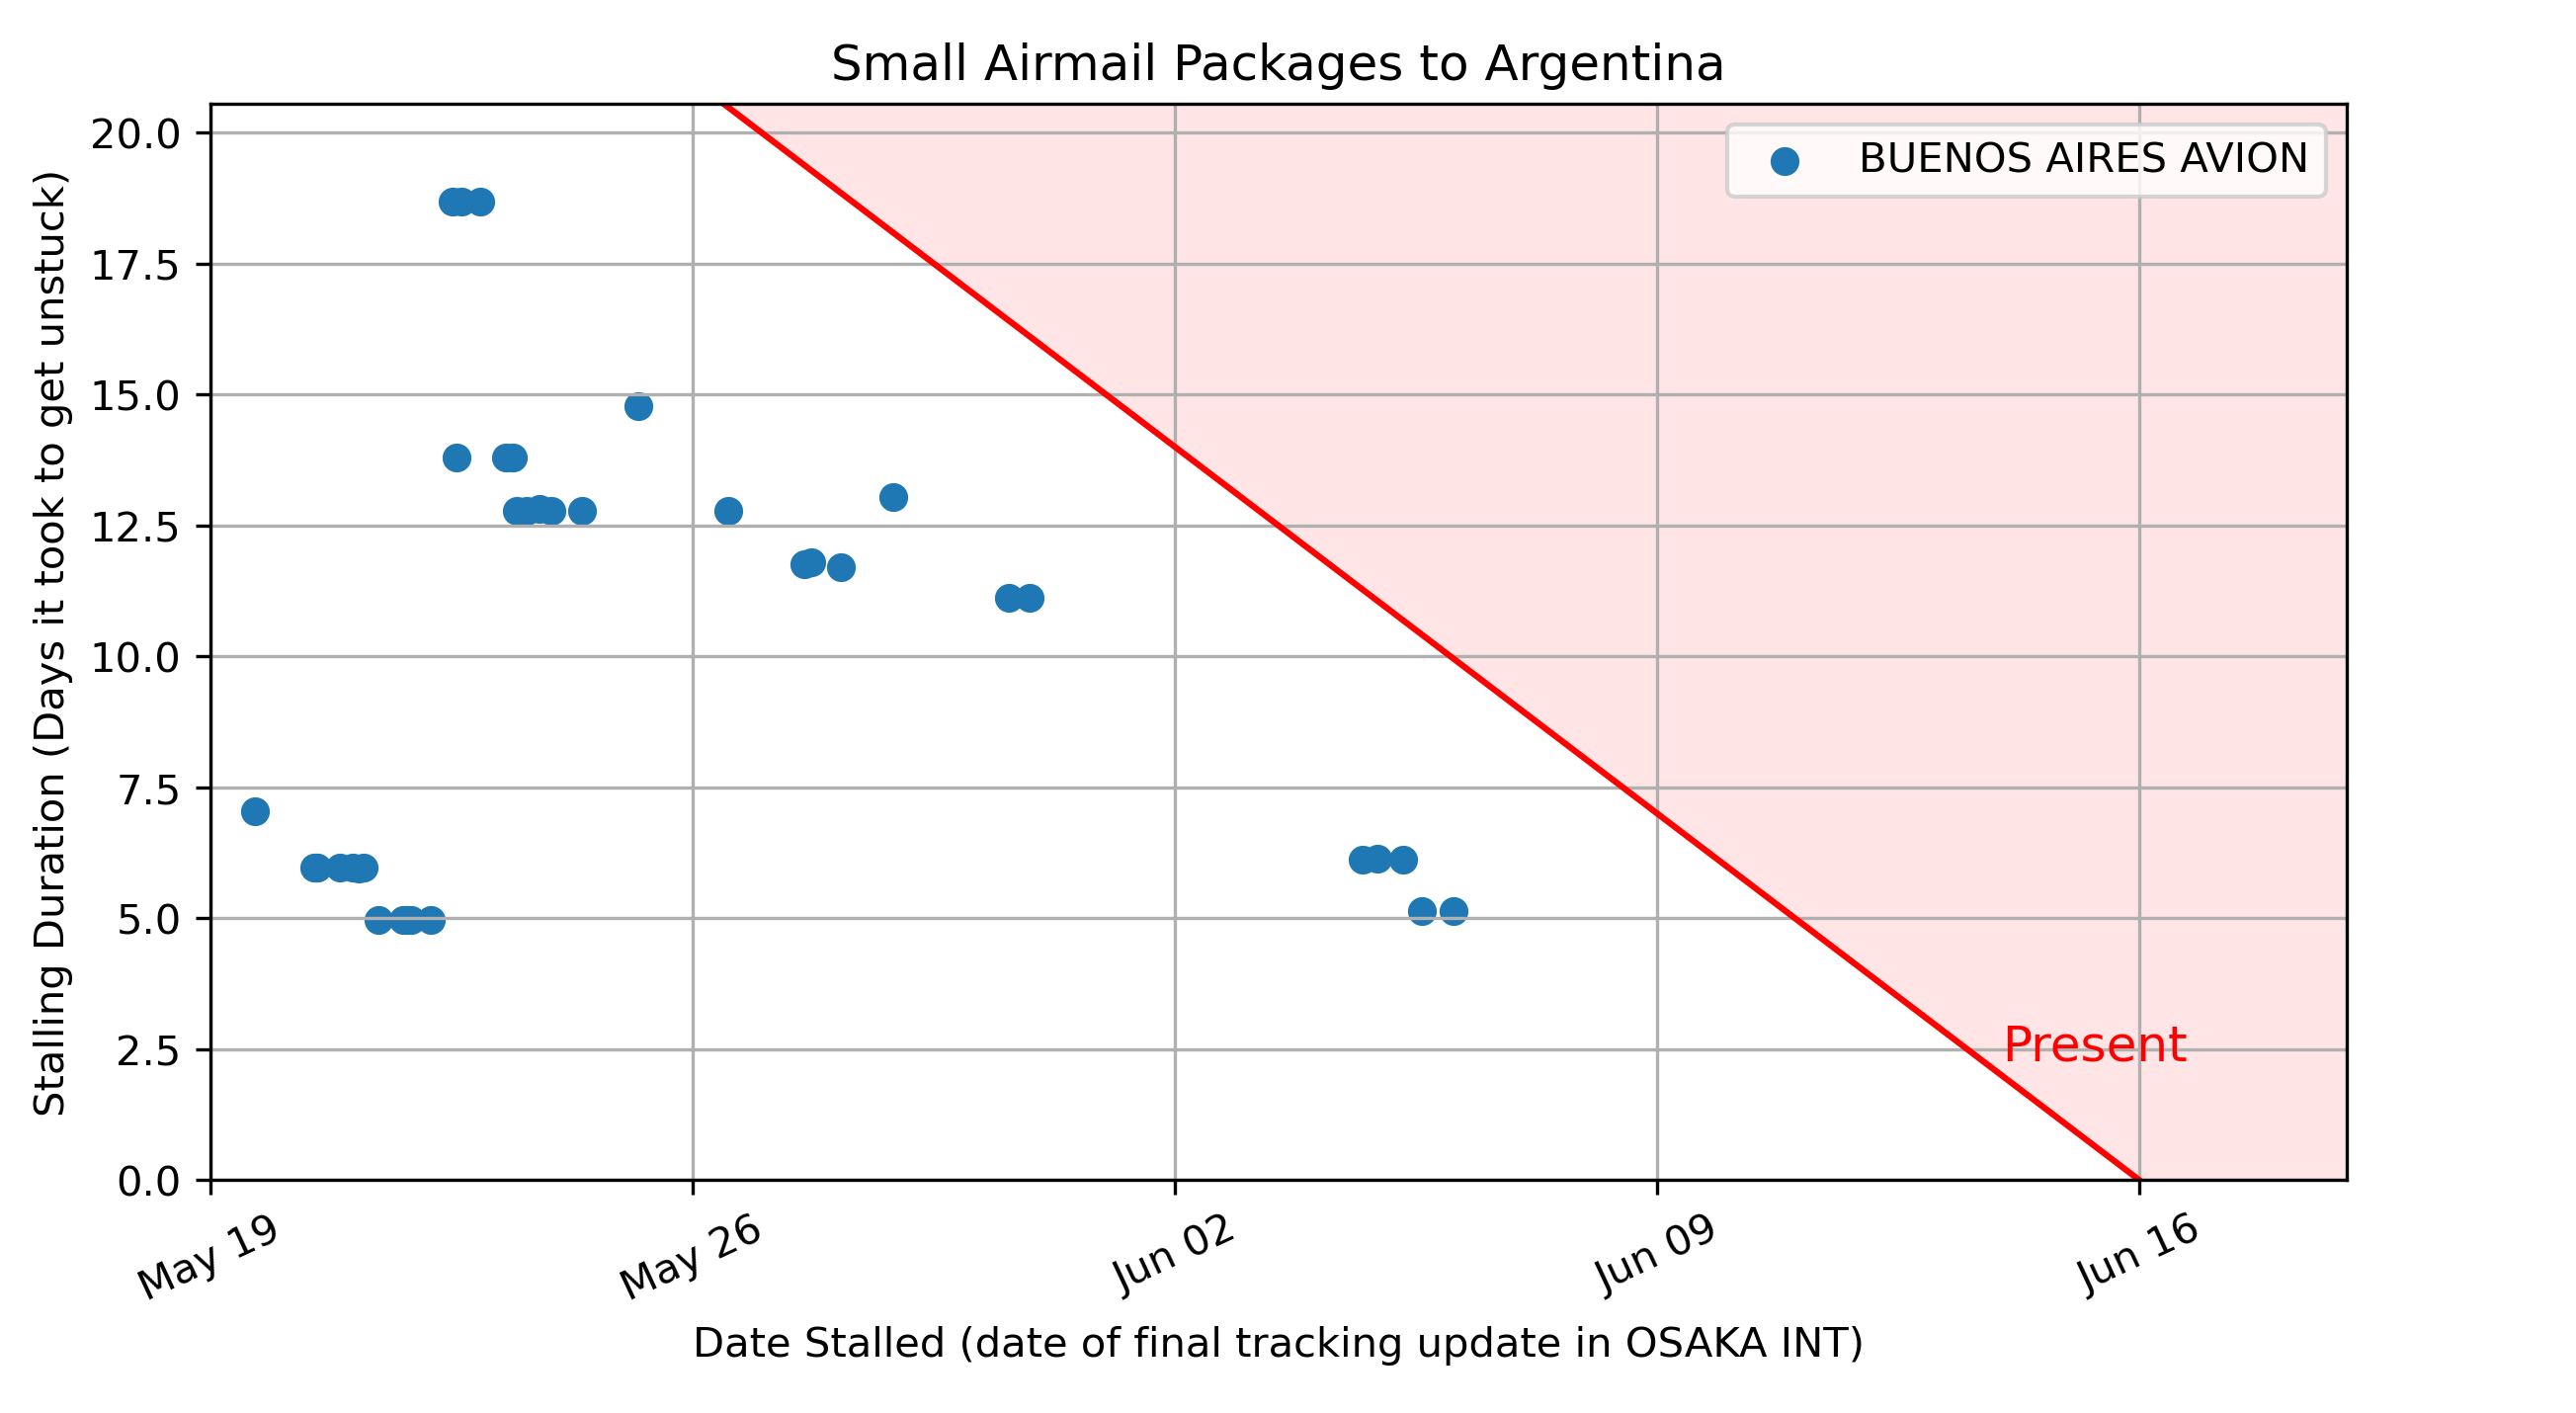 Small Airmail Packages to Argentina
BUENOS AIRES AVION
Stalling Duration (Days it took to get unstuck)
20.0
17.5
15.0
12.5
10.0
7.5
5.0
2.5
0.0
Present
May 19
May 26
Jun 02
Jun 09
Jun 16
Date Stalled (date of final tracking update in OSAKA INT)